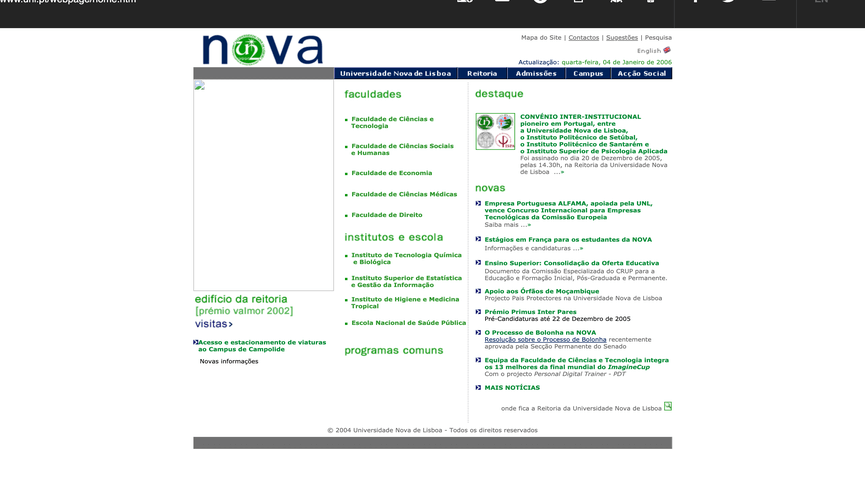 www.unl.pt/webpage/home.htm
EN
nova
Mapa do Site | Contactos | Sugestões | Pesquisa
English
Actualização: quarta-feira, 04 de Janeiro de 2006
Universidade Nova de Lisboa
Reitoria
Admissões
Campus
Acção Social
edifício da reitoria
[prémio valmor 2002]
visitas>
Acesso e estacionamento de viaturas
ao Campus de Campolide
Novas informações
faculdades
Faculdade de Ciências e
Tecnologia
Faculdade de Ciências Sociais
e Humanas
Faculdade de Economia
Faculdade de Ciências Médicas
Faculdade de Direito
institutos e escola
Instituto de Tecnologia Química
e Biológica
Instituto Superior de Estatística
e Gestão da Informação
Instituto de Higiene e Medicina
Tropical
Escola Nacional de Saúde Pública
programas comuns
destaque
CONVÉNIO INTER-INSTITUCIONAL
pioneiro em Portugal, entre
a Universidade Nova de Lisboa,
o Instituto Politécnico de Setúbal,
o Instituto Politécnico de Santarém e
o Instituto Superior de Psicologia Aplicada
Foi assinado no dia 20 de Dezembro de 2005,
pelas 14.30h, na Reitoria da Universidade Nova
de Lisboa ...»
novas
Empresa Portuguesa ALFAMA, apoiada pela UNL,
vence Concurso Internacional para Empresas
Tecnológicas da Comissão Europeia
Saiba mais ...»
Estágios em França para os estudantes da NOVA
Informações e candidaturas ...»
Ensino Superior: Consolidação da Oferta Educativa
Documento da Comissão Especializada do CRUP para a
Educação e Formação Inicial, Pós-Graduada e Permanente.
Apoio aos Órfãos de Moçambique
Projecto Pais Protectores na Universidade Nova de Lisboa
Prémio Primus Inter Pares
Pré-Candidaturas até 22 de Dezembro de 2005
O Processo de Bolonha na NOVA
Resolução sobre o Processo de Bolonha recentemente
aprovada pela Secção Permanente do Senado
Equipa da Faculdade de Ciências e Tecnologia integra
os 13 melhores da final mundial do ImagineCup
Com o projecto Personal Digital Trainer - PDT
MAIS NOTÍCIAS
onde fica a Reitoria da Universidade Nova de Lisboa
© 2004 Universidade Nova de Lisboa - Todos os direitos reservados